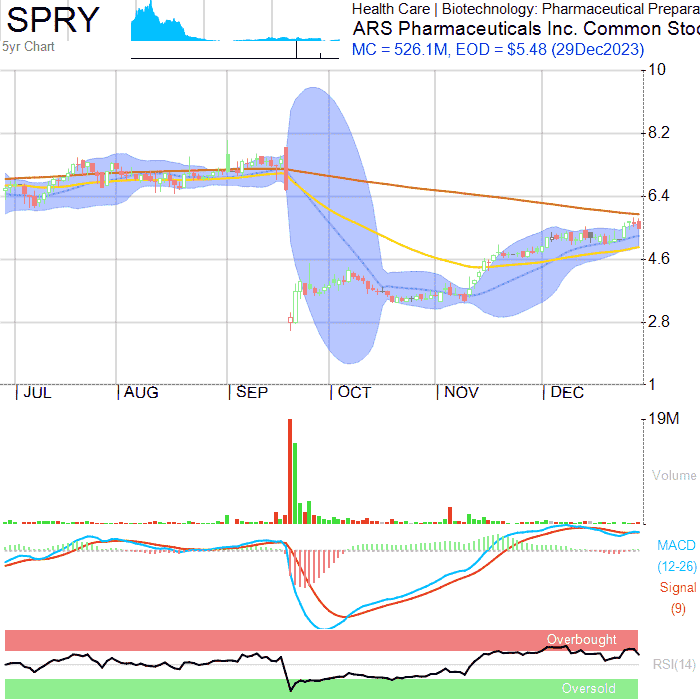 SPRY
5yr Chart
Health Care | Biotechnology: Pharmaceutical Prepara
ARS Pharmaceuticals Inc. Common Stoc
MC = 526.1M, EOD = $5.48 (29Dec2023)
10
8.2
6.4
4.6
2.8
1
| JUL | AUG | SEP | OCT | NOV | DEC
19M
Volume
MACD
(12-26)
Signal
(9)
Overbought
RSI(14)
Oversold